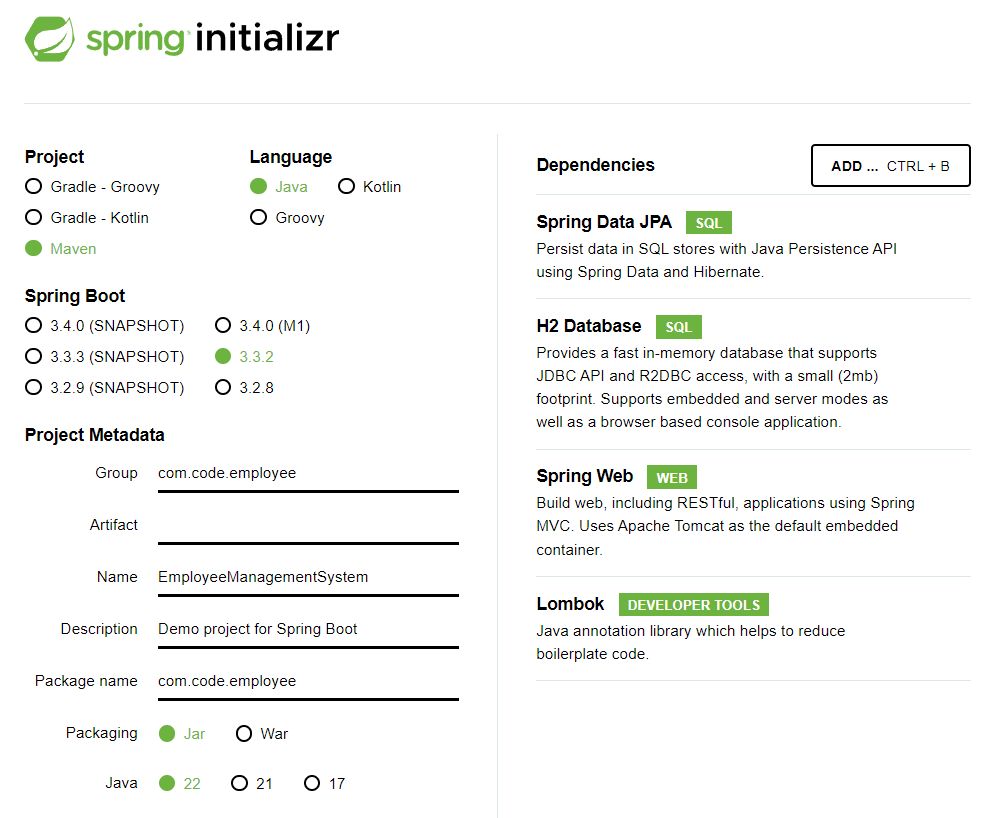 spring initializr
Project
Gradle - Groovy
Gradle - Kotlin
Maven
Language
Java Kotlin
Groovy
Spring Boot
3.4.0 (SNAPSHOT) 3.4.0 (M1)
3.3.3 (SNAPSHOT) 3.3.2
3.2.9 (SNAPSHOT) 3.2.8
Project Metadata
Group com.code.employee
Artifact
Name EmployeeManagementSystem
Description Demo project for Spring Boot
Package name com.code.employee
Packaging Jar War
Java 22 21 17
Dependencies ADD ... CTRL + B
Spring Data JPA SQL
Persist data in SQL stores with Java Persistence API
using Spring Data and Hibernate.
H2 Database SQL
Provides a fast in-memory database that supports
JDBC API and R2DBC access, with a small (2mb)
footprint. Supports embedded and server modes as
well as a browser based console application.
Spring Web WEB
Build web, including RESTful, applications using Spring
MVC. Uses Apache Tomcat as the default embedded
container.
Lombok DEVELOPER TOOLS
Java annotation library which helps to reduce
boilerplate code.